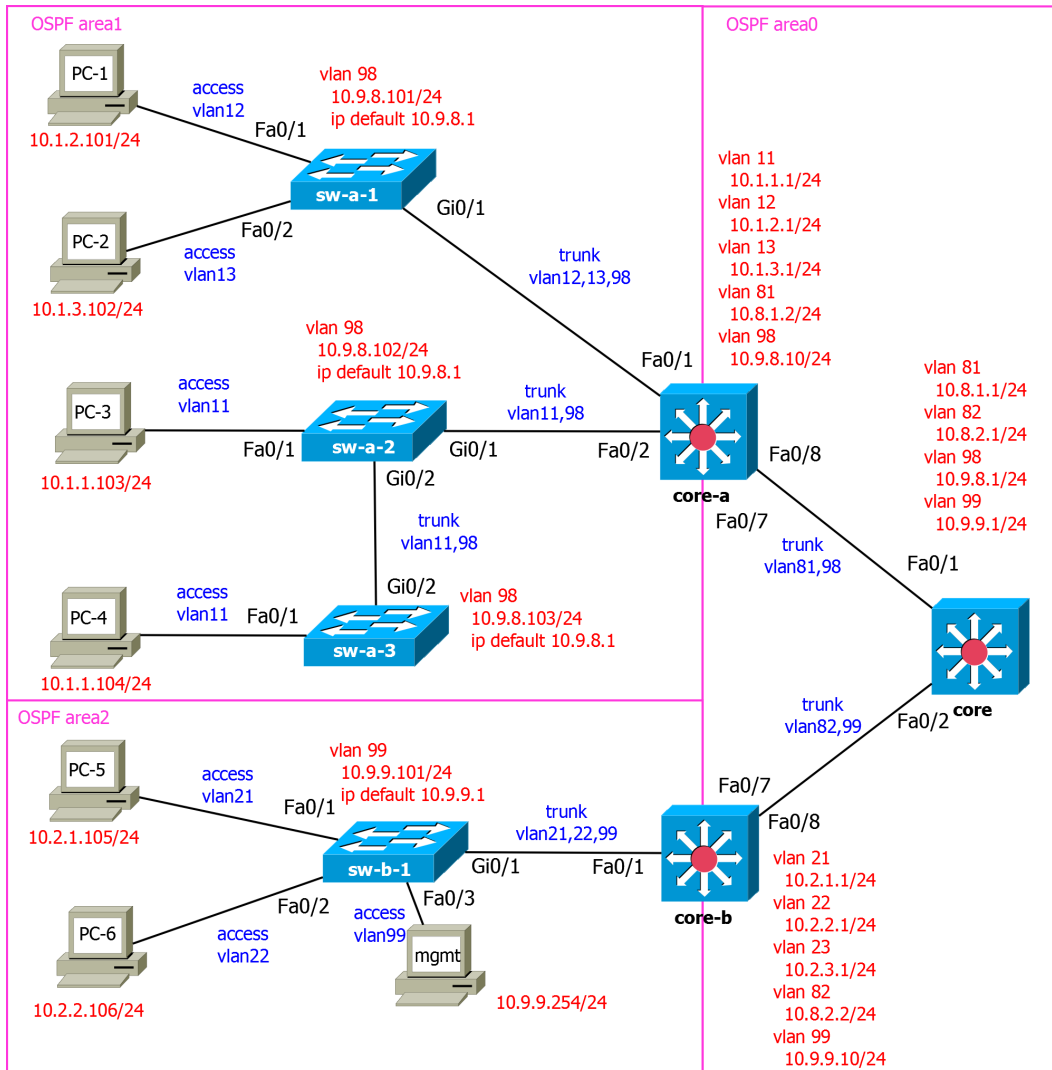 OSPF area1
OSPF area0
PC-1
access
vlan12
10.1.2.101/24
Fa0/1
vlan 98
10.9.8.101/24
ip default 10.9.8.1
sw-a-1
Gi0/1
PC-2
Fa0/2
access
vlan13
10.1.3.102/24
trunk
vlan12,13,98
vlan 11
10.1.1.1/24
vlan 12
10.1.2.1/24
vlan 13
10.1.3.1/24
vlan 81
10.8.1.2/24
vlan 98
10.9.8.10/24
vlan 98
10.9.8.102/24
ip default 10.9.8.1
Fa0/1
PC-3
access
vlan11
10.1.1.103/24
Fa0/1
sw-a-2
Gi0/1
Gi0/2
trunk
vlan11,98
Fa0/2
core-a
Fa0/8
Fa0/7
vlan 81
10.8.1.1/24
vlan 82
10.8.2.1/24
vlan 98
10.9.8.1/24
vlan 99
10.9.9.1/24
trunk
vlan11,98
trunk
vlan81,98
Fa0/1
Gi0/2
PC-4
access
vlan11
Fa0/1
10.1.1.104/24
sw-a-3
vlan 98
10.9.8.103/24
ip default 10.9.8.1
core
Fa0/2
trunk
vlan82,99
OSPF area2
PC-5
access
vlan21
10.2.1.105/24
Fa0/1
vlan 99
10.9.9.101/24
ip default 10.9.9.1
sw-b-1
Gi0/1
trunk
vlan21,22,99
Fa0/1
Fa0/7
Fa0/8
core-b
Fa0/2
Fa0/3
access
vlan99
PC-6
access
vlan22
10.2.2.106/24
mgmt
10.9.9.254/24
vlan 21
10.2.1.1/24
vlan 22
10.2.2.1/24
vlan 23
10.2.3.1/24
vlan 82
10.8.2.2/24
vlan 99
10.9.9.10/24